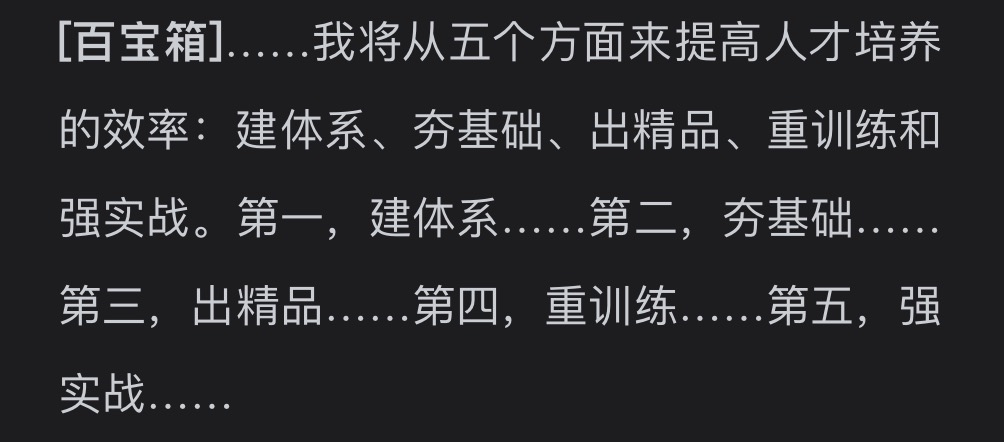 [百宝箱]……我将从五个方面来提高人才培养
的效率：建体系、夯基础、出精品、重训练和
强实战。第一，建体系……第二，夯基础……
第三，出精品……第四，重训练……第五，强
实战……